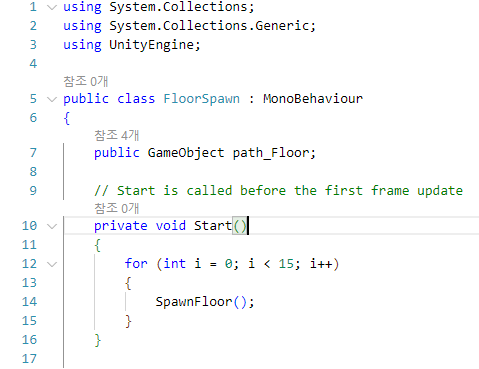 1 using System.Collections;
2 using System.Collections.Generic;
3 using UnityEngine;
4
참조 0개
5 public class FloorSpawn : MonoBehaviour
6 {
참조 4개
7 public GameObject path_Floor;
8
9 // Start is called before the first frame update
참조 0개
10 private void Start()
11 {
12 for (int i = 0; i < 15; i++)
13 {
14 SpawnFloor();
15 }
16 }
17